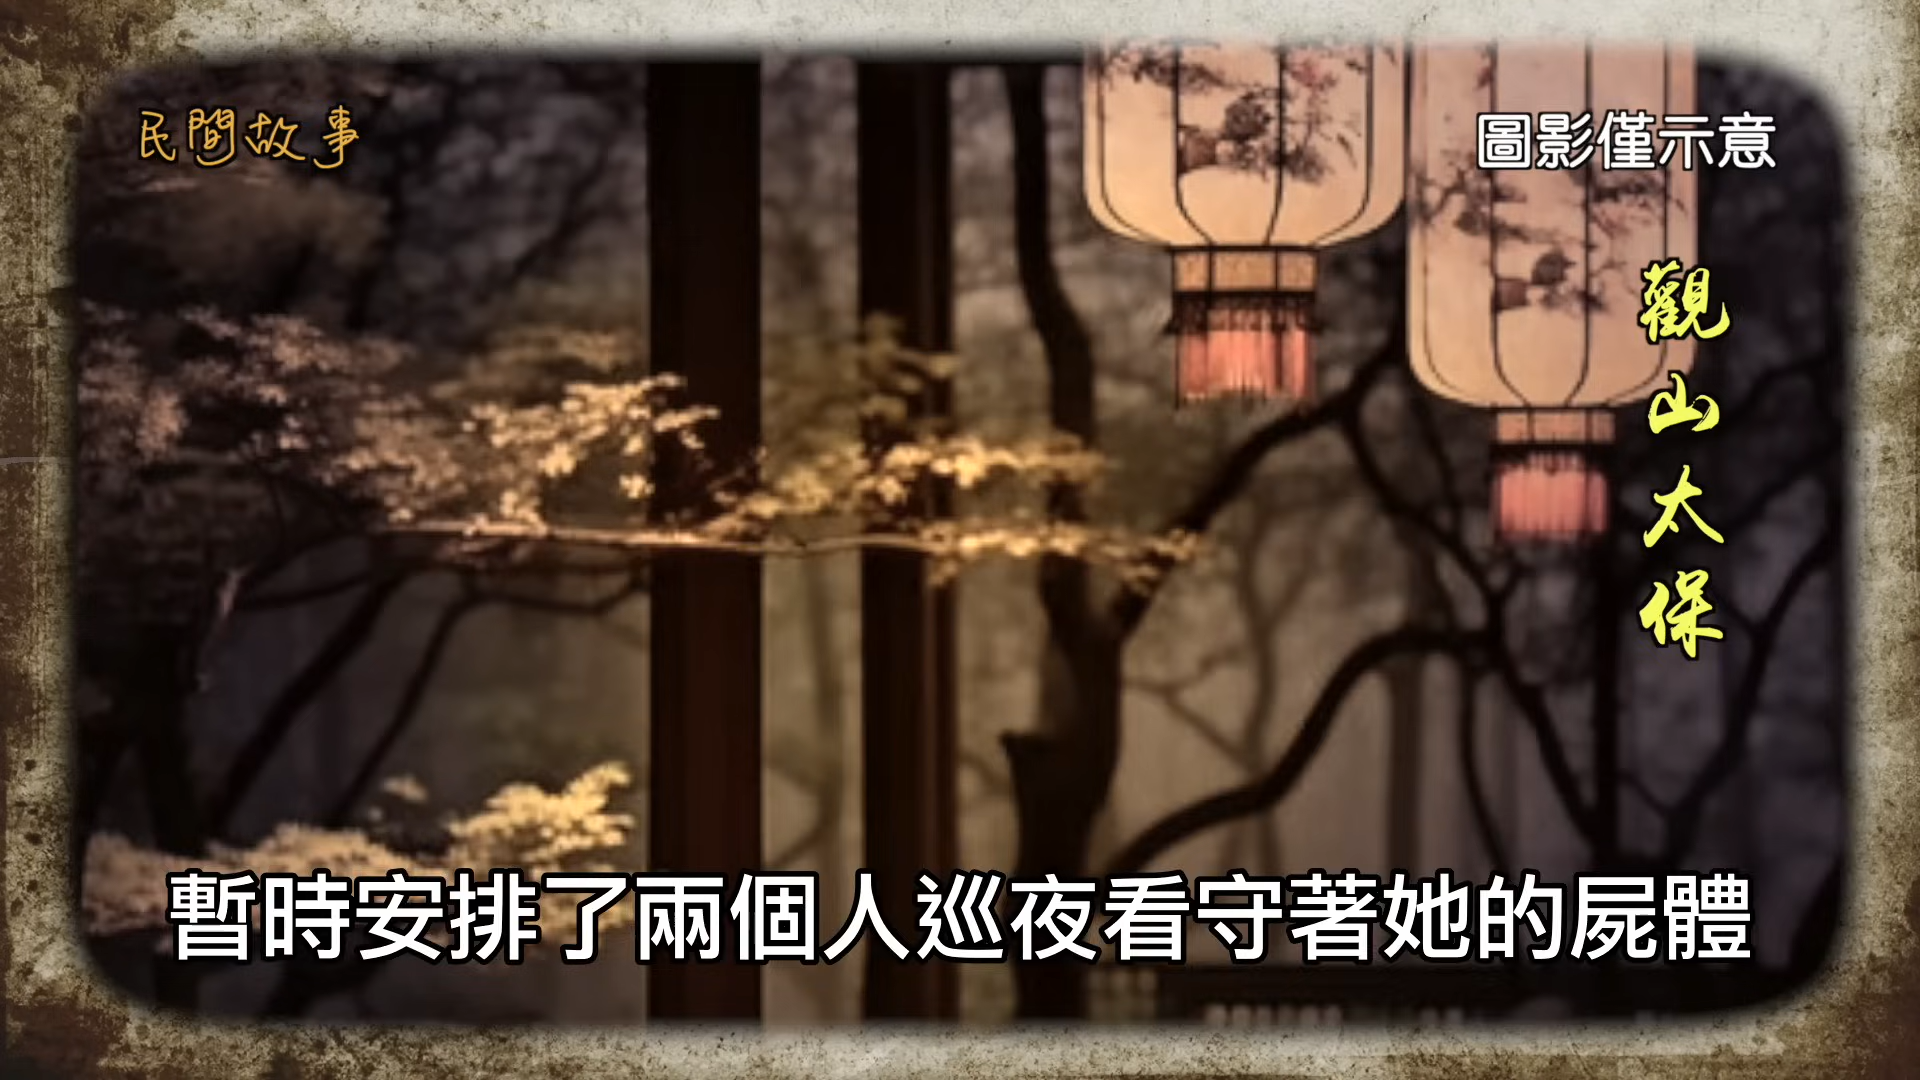 民間故事
圖影僅示意
觀山太保
暫時安排了兩個人巡夜看守著她的屍體